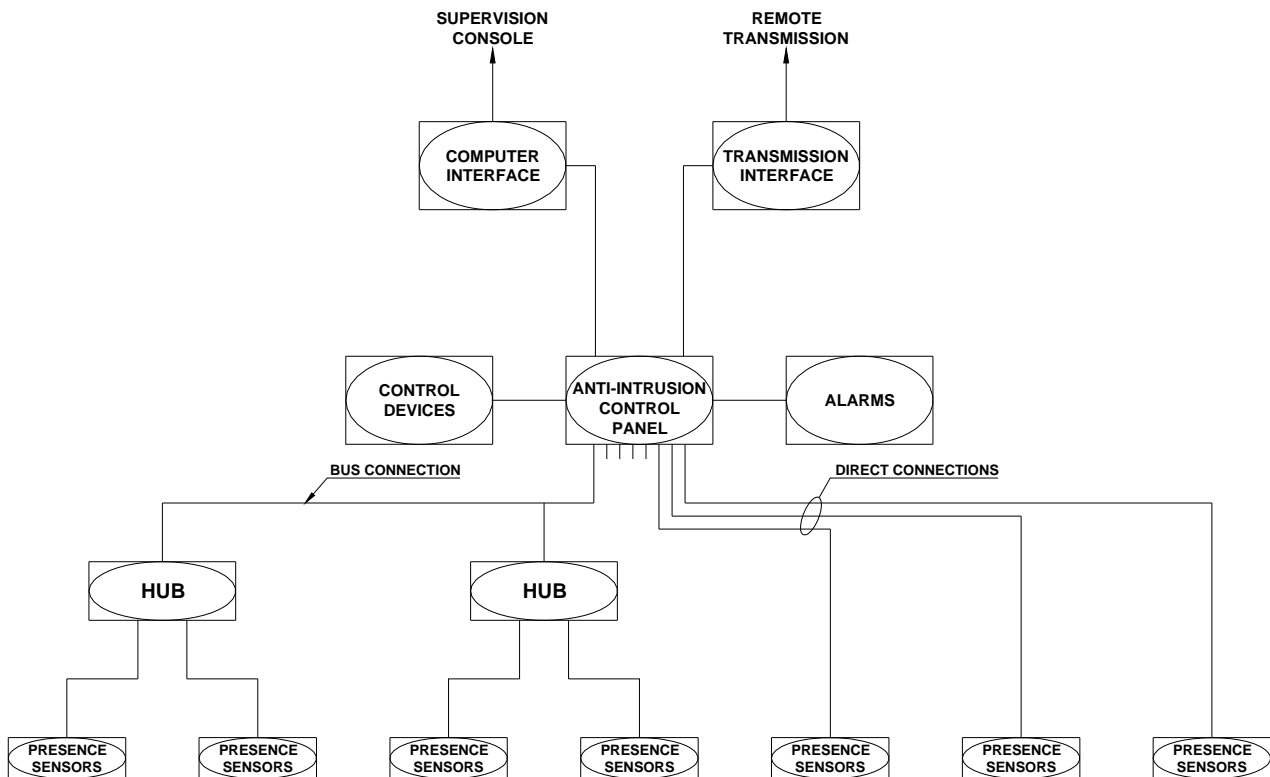 SUPERVISION
CONSOLE
REMOTE
TRANSMISSION
COMPUTER
INTERFACE
TRANSMISSION
INTERFACE
CONTROL
DEVICES
ANTI-INTRUSION
CONTROL
PANEL
ALARMS
BUS CONNECTION
DIRECT CONNECTIONS
HUB
HUB
PRESENCE
SENSORS
PRESENCE
SENSORS
PRESENCE
SENSORS
PRESENCE
SENSORS
PRESENCE
SENSORS
PRESENCE
SENSORS
PRESENCE
SENSORS